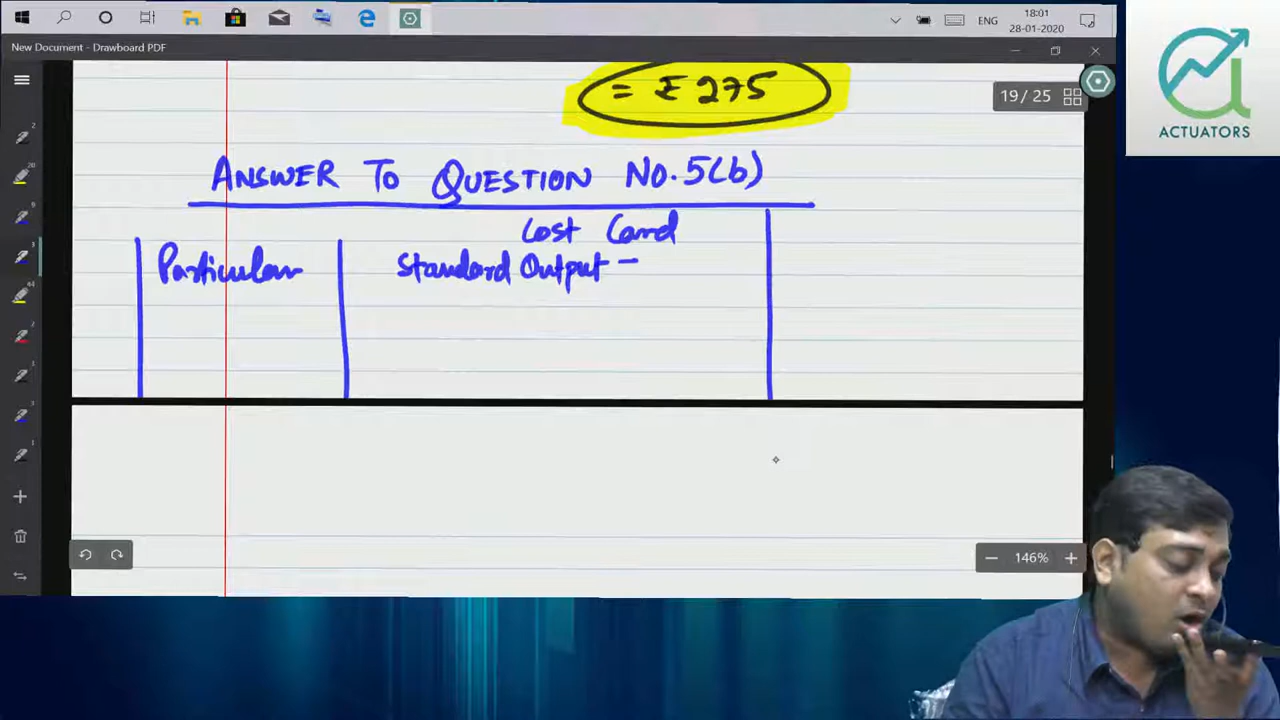 18:01
ENG
28-01-2020
New Document - Drawboard PDF
= ₹ 275
19 / 25
ACTUATORS
ANSWER TO QUESTION NO. 5(b)
Cost Card
Particulars
Standard Output -
146%